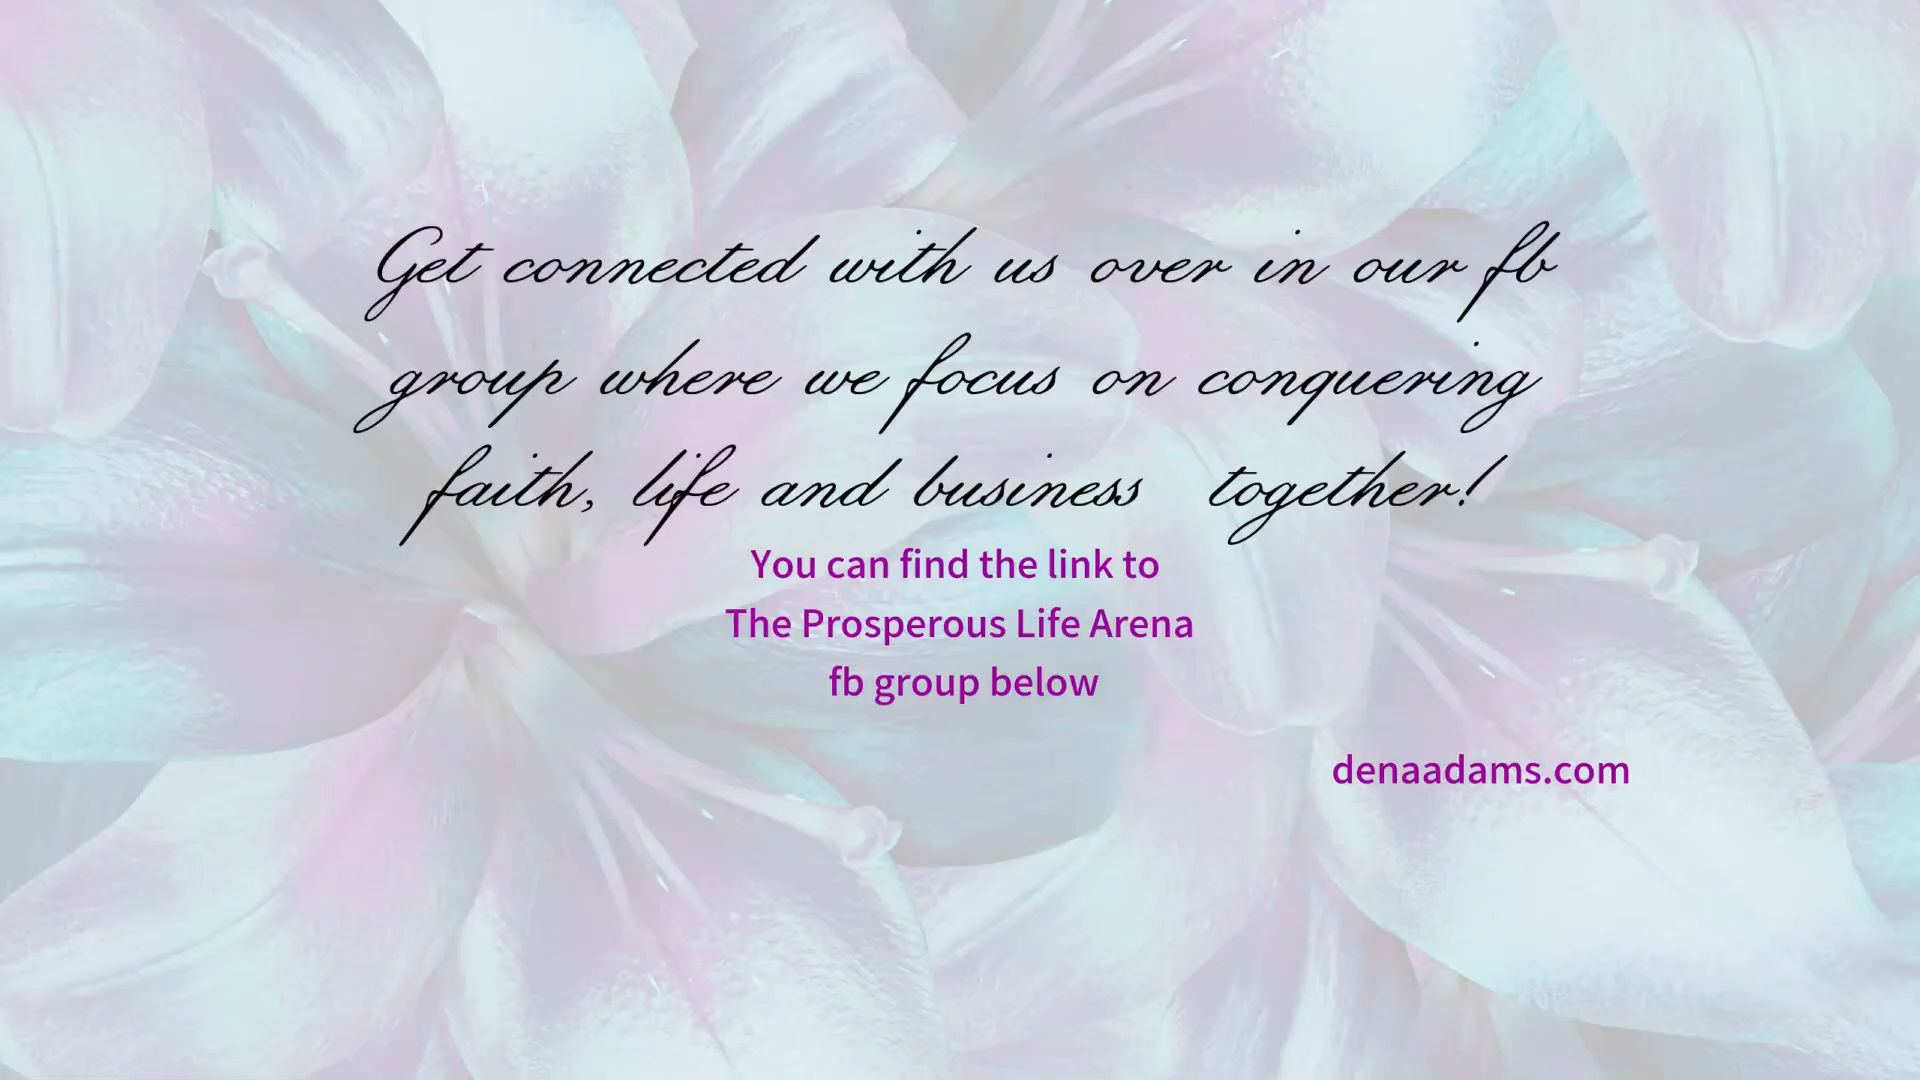 Get connected with us over in our fb
group where we focus on conquering
faith, life and business together!
You can find the link to
The Prosperous Life Arena
fb group below
denaadams.com